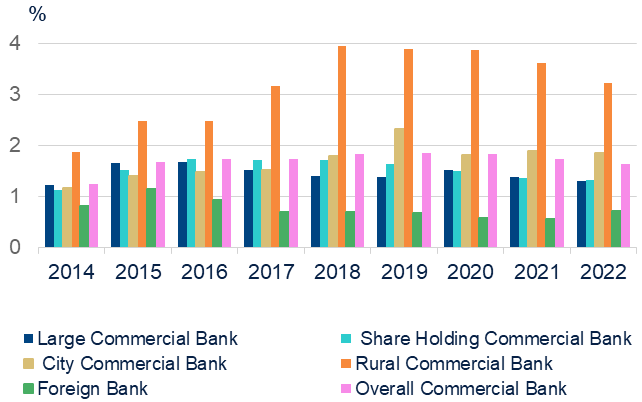 %
4
3
2
1
0
2014 2015 2016 2017 2018 2019 2020 2021 2022
Large Commercial Bank Share Holding Commercial Bank
City Commercial Bank Rural Commercial Bank
Foreign Bank Overall Commercial Bank